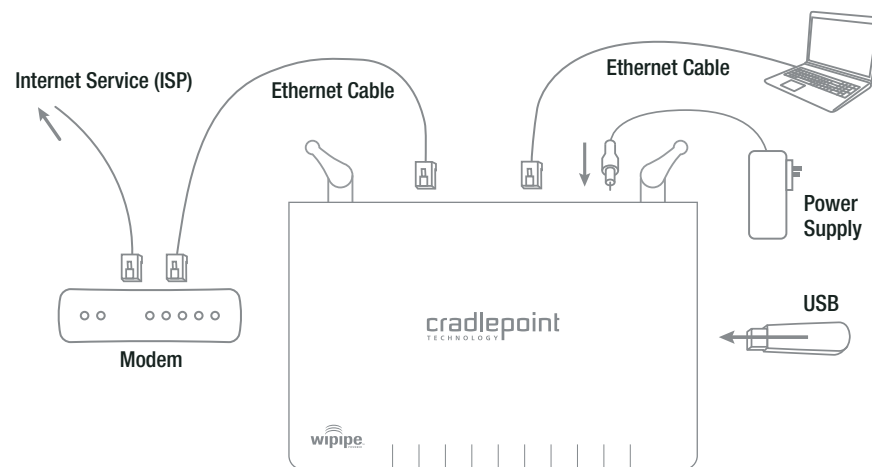 Internet Service (ISP)
Ethernet Cable
Ethernet Cable
Power
Supply
USB
Modem
cradlepoint
TECHNOLOGY
wipipe